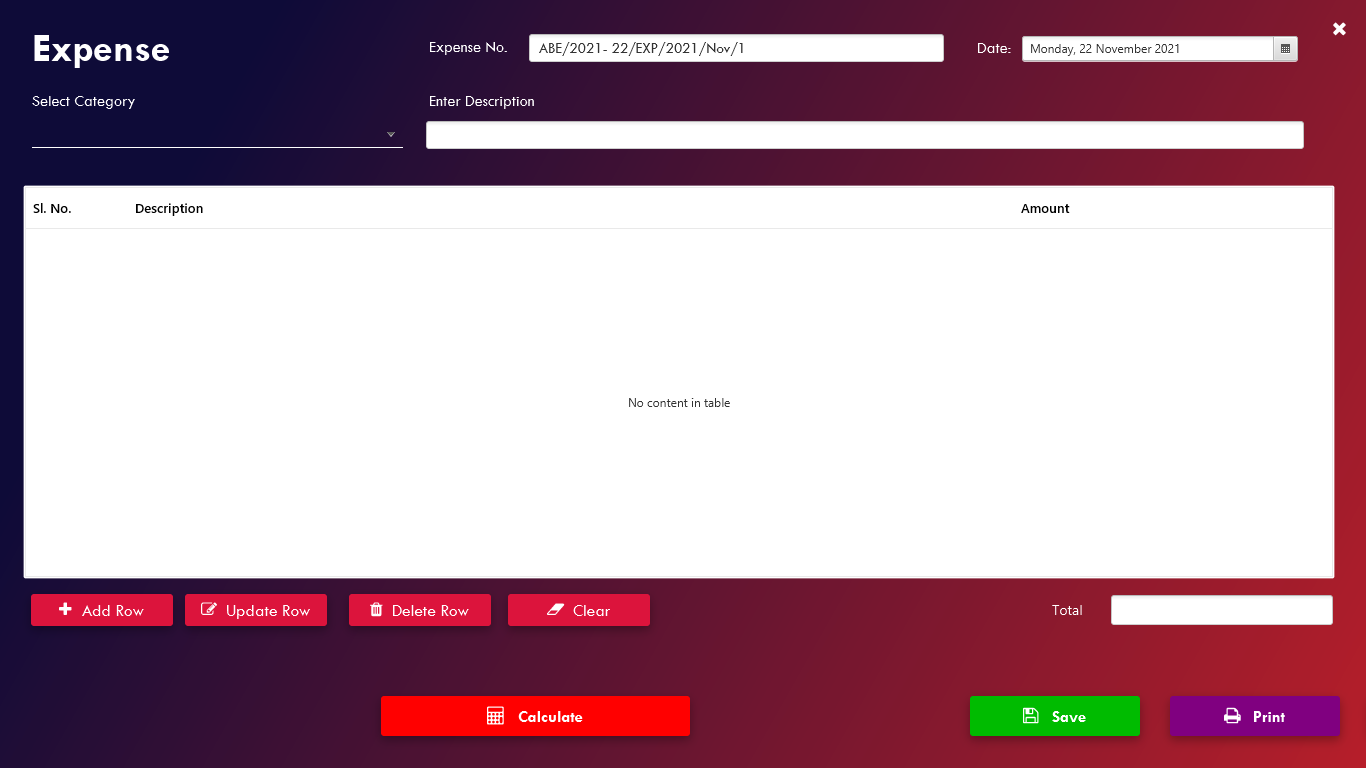 Expense
Expense No. ABE/2021- 22/EXP/2021/Nov/1
Date: Monday, 22 November 2021
Select Category
Enter Description
Sl. No. Description Amount
No content in table
Add Row Update Row Delete Row Clear
Total
Calculate Save Print